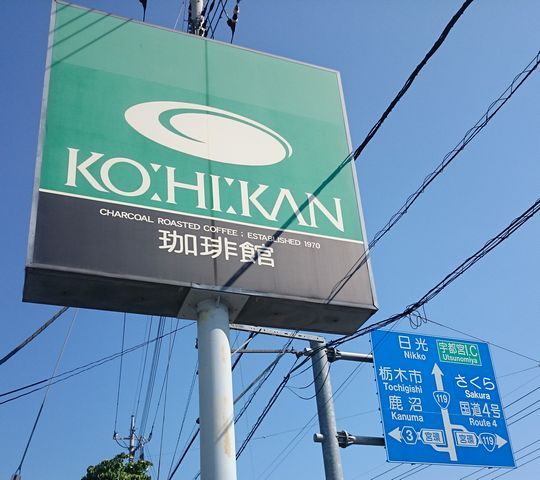 KO:HI:KAN
CHARCOAL ROASTED COFFEE ; ESTABLISHED 1970
珈琲館
日光
Nikko
宇都宮I.C
Utsunomiya
栃木市
Tochigishi
119
さくら
Sakura
鹿沼
Kanuma
国道4号
Route 4
3
宮環
宮環
119